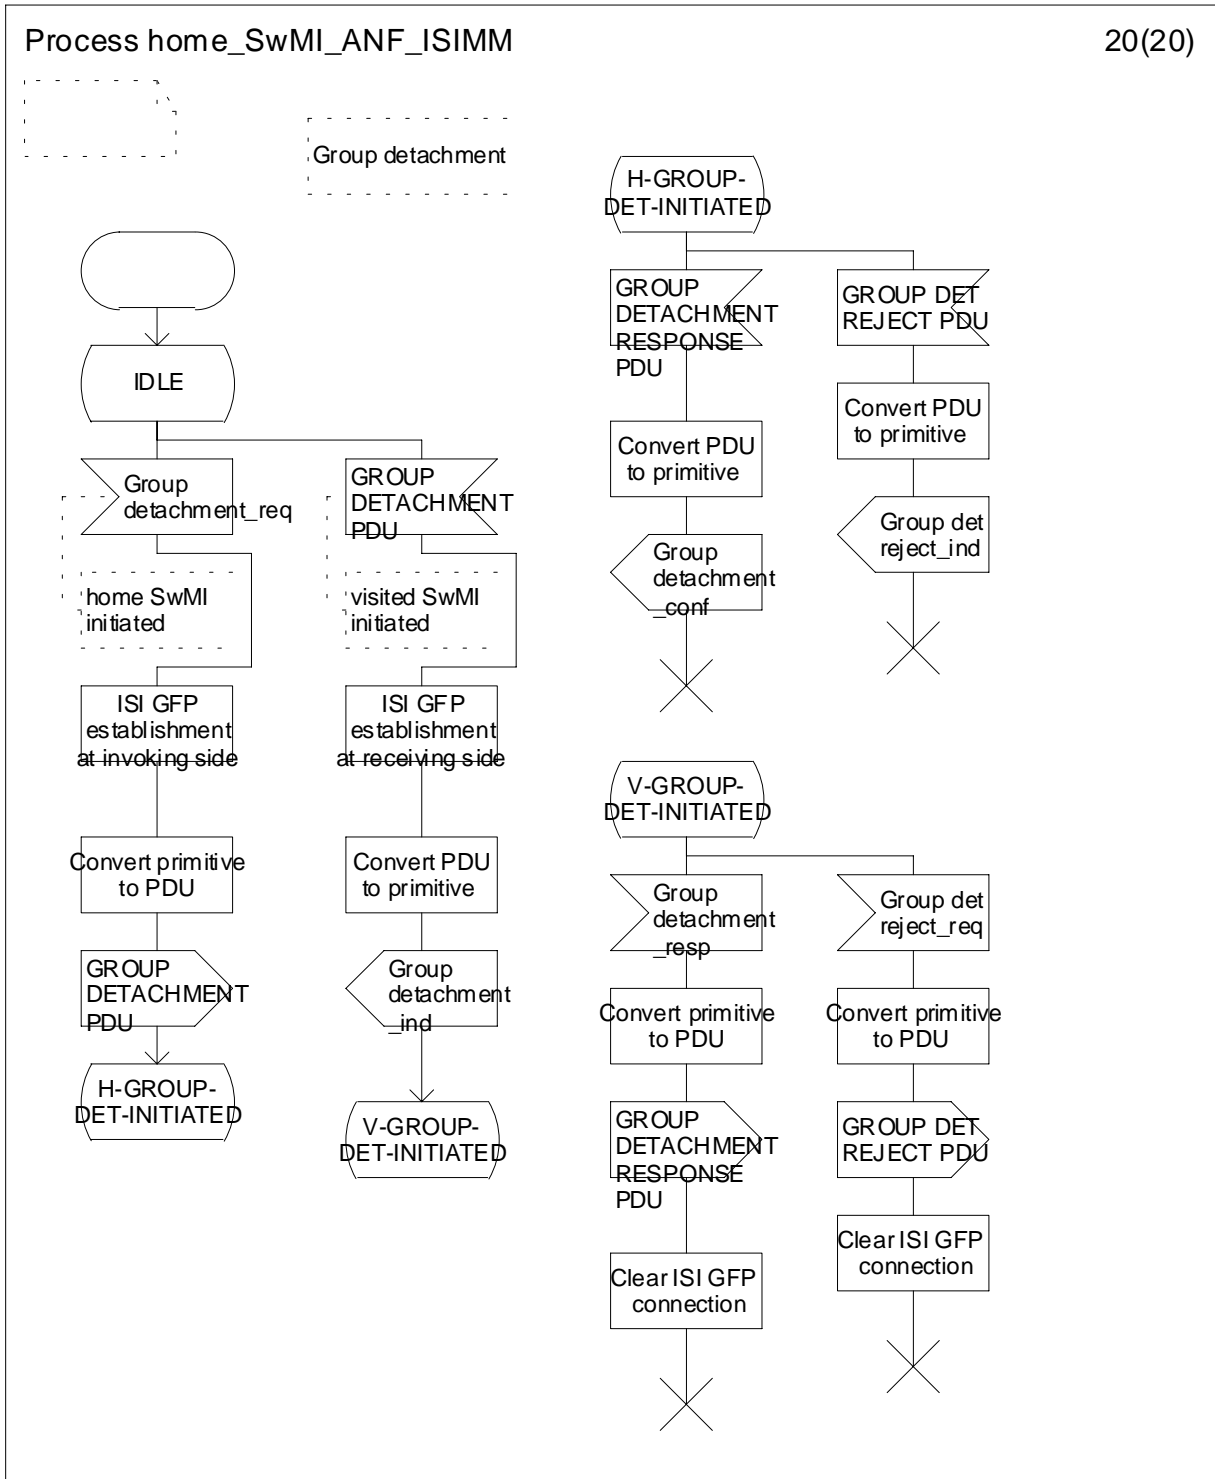 Process home_SwMI_ANF_ISIMM
20(20)
Group detachment
IDLE
Group
detachment_req
home SwMI
initiated
ISI GFP
establishment
at invoking side
Convert primitive
to PDU
GROUP
DETACHMENT
PDU
H-GROUP-
DET-INITIATED
GROUP
DETACHMENT
PDU
visited SwMI
initiated
ISI GFP
establishment
at receiving side
Convert PDU
to primitive
Group
detachment
_ind
V-GROUP-
DET-INITIATED
H-GROUP-
DET-INITIATED
GROUP
DETACHMENT
RESPONSE
PDU
Convert PDU
to primitive
Group
detachment
_conf
GROUP DET
REJECT PDU
Convert PDU
to primitive
Group det
reject_ind
V-GROUP-
DET-INITIATED
Group
detachment
_resp
Convert primitive
to PDU
GROUP
DETACHMENT
RESPONSE
PDU
Clear ISI GFP
connection
Group det
reject_req
Convert primitive
to PDU
GROUP DET
REJECT PDU
Clear ISI GFP
connection